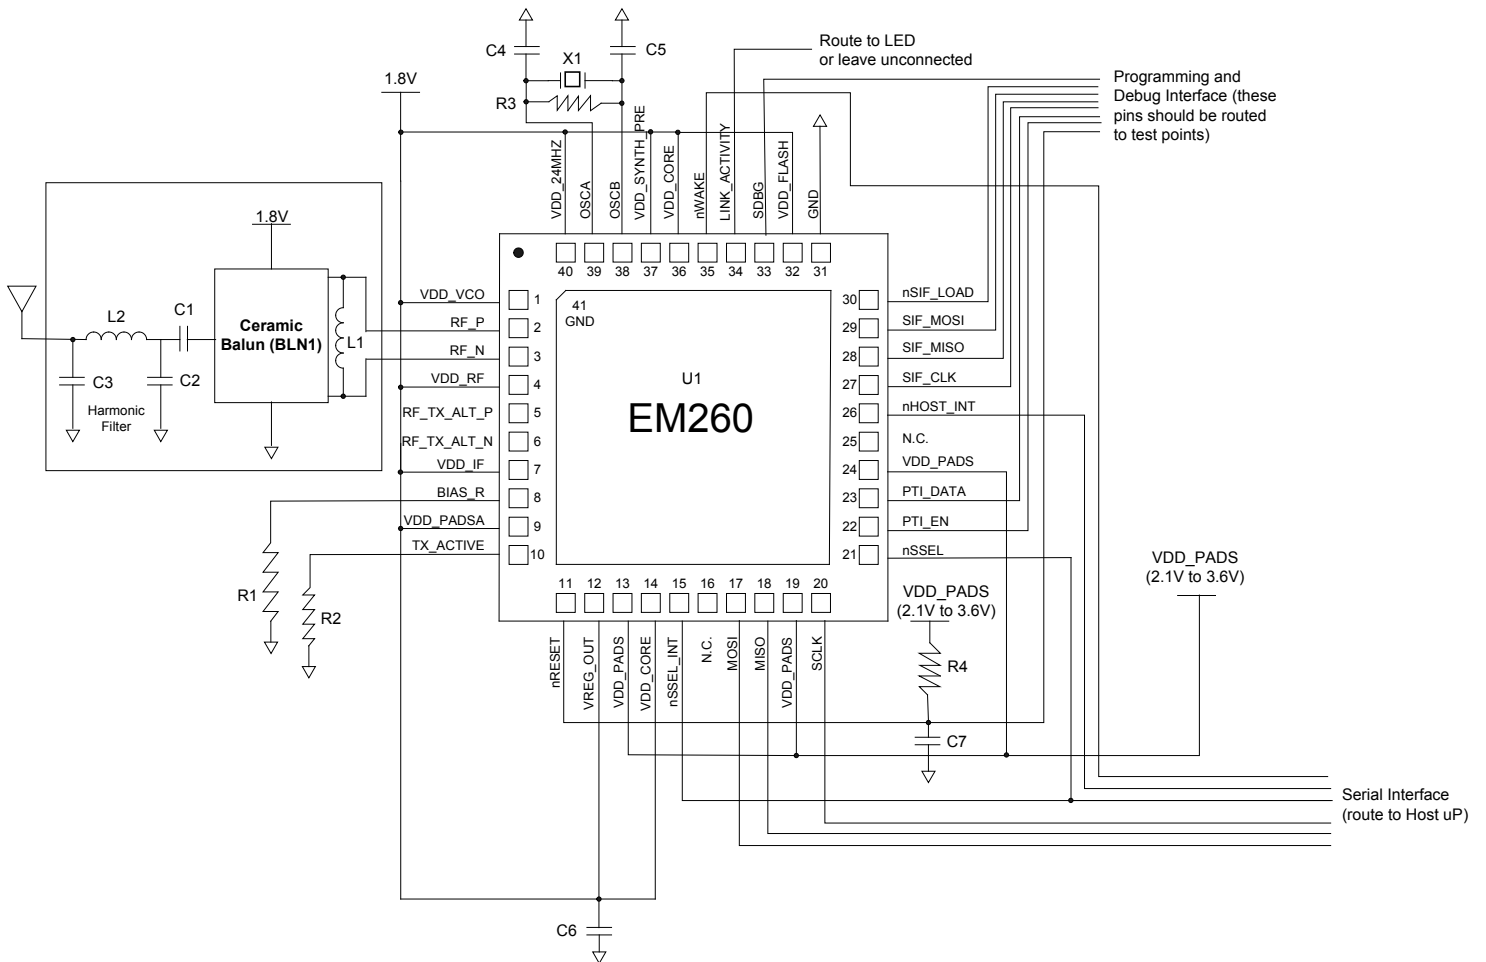 C4
C5
X1
R3
Route to LED
or leave unconnected
Programming and
Debug Interface (these
pins should be routed
to test points)
1.8V
VDD_24MHZ
OSCA
OSCB
VDD_SYNTH_PRE
VDD_CORE
nWAKE
LINK_ACTIVITY
SDBG
VDD_FLASH
GND
40
39
38
37
36
35
34
33
32
31
1.8V
L2
C1
Ceramic
Balun (BLN1)
L1
C3
C2
Harmonic
Filter
VDD_VCO
1
RF_P
2
RF_N
3
VDD_RF
4
RF_TX_ALT_P
5
RF_TX_ALT_N
6
VDD_IF
7
BIAS_R
8
VDD_PADSA
9
TX_ACTIVE
10
41
GND
U1
EM260
30
nSIF_LOAD
29
SIF_MOSI
28
SIF_MISO
27
SIF_CLK
26
nHOST_INT
25
N.C.
24
VDD_PADS
23
PTI_DATA
22
PTI_EN
21
nSSEL
R1
R2
11
12
13
14
15
16
17
18
19
20
nRESET
VREG_OUT
VDD_PADS
VDD_CORE
nSSEL_INT
N.C.
MOSI
MISO
VDD_PADS
SCLK
VDD_PADS
(2.1V to 3.6V)
R4
C7
VDD_PADS
(2.1V to 3.6V)
Serial Interface
(route to Host uP)
C6